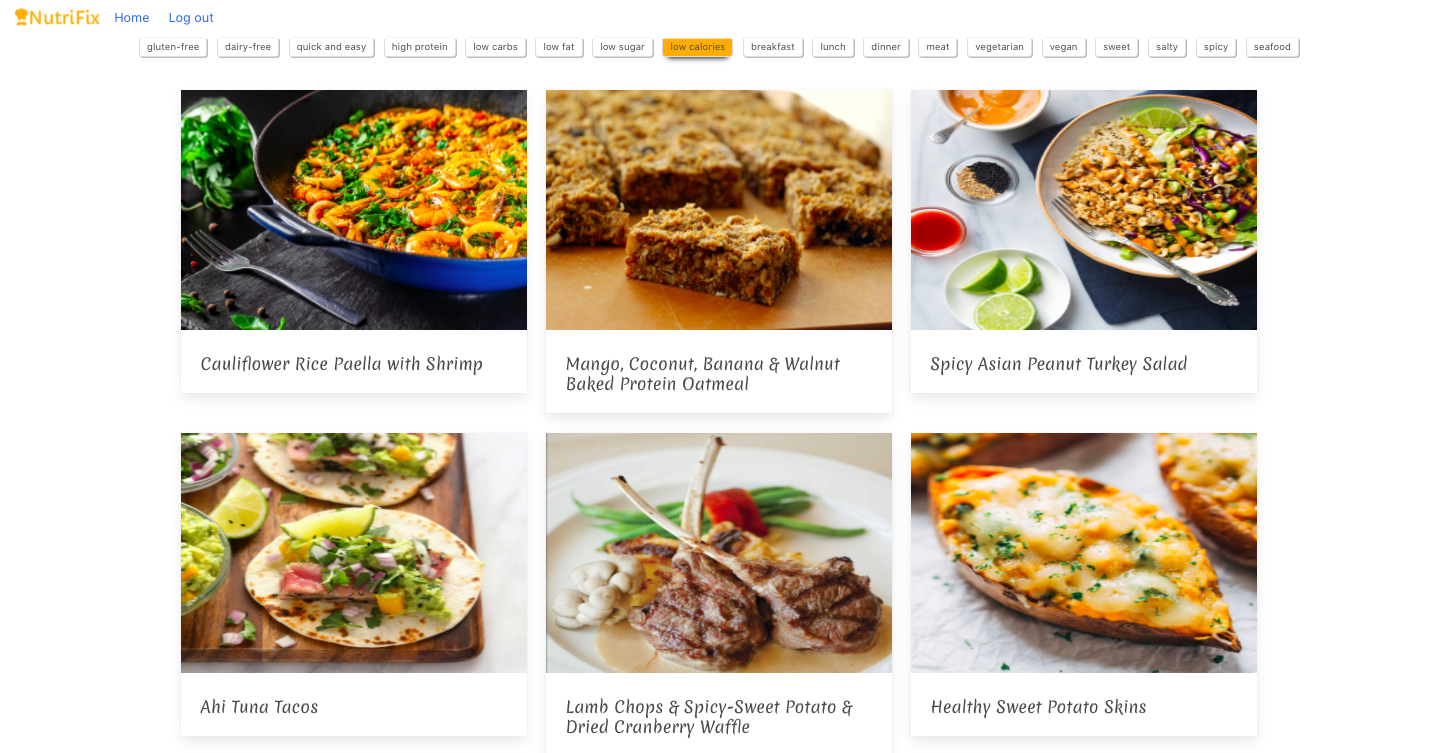 NutriFix Home Log out
gluten-free dairy-free quick and easy high protein low carbs low fat low sugar low calories breakfast lunch dinner meat vegetarian vegan sweet salty spicy seafood
Cauliflower Rice Paella with Shrimp
Mango, Coconut, Banana & Walnut
Baked Protein Oatmeal
Spicy Asian Peanut Turkey Salad
Ahi Tuna Tacos
Lamb Chops & Spicy-Sweet Potato &
Dried Cranberry Waffle
Healthy Sweet Potato Skins